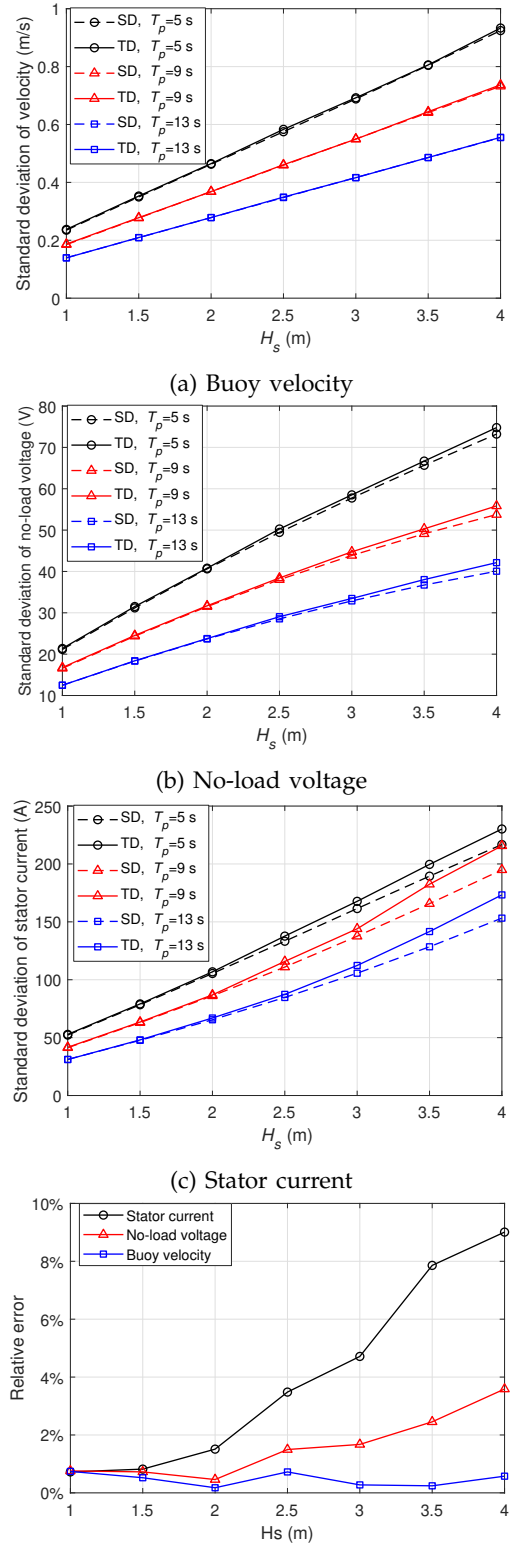 Standard deviation of velocity (m/s)
1
0.8
0.6
0.4
0.2
0
SD, T_p=5 s
TD, T_p=5 s
SD, T_p=9 s
TD, T_p=9 s
SD, T_p=13 s
TD, T_p=13 s
1 1.5 2 2.5 3 3.5 4
H_s (m)
(a) Buoy velocity
Standard deviation of no-load voltage (V)
80
70
60
50
40
30
20
10
SD, T_p=5 s
TD, T_p=5 s
SD, T_p=9 s
TD, T_p=9 s
SD, T_p=13 s
TD, T_p=13 s
1 1.5 2 2.5 3 3.5 4
H_s (m)
(b) No-load voltage
Standard deviation of stator current (A)
250
200
150
100
50
0
SD, T_p=5 s
TD, T_p=5 s
SD, T_p=9 s
TD, T_p=9 s
SD, T_p=13 s
TD, T_p=13 s
1 1.5 2 2.5 3 3.5 4
H_s (m)
(c) Stator current
Relative error
10%
8%
6%
4%
2%
0%
Stator current
No-load voltage
Buoy velocity
1 1.5 2 2.5 3 3.5 4
Hs (m)